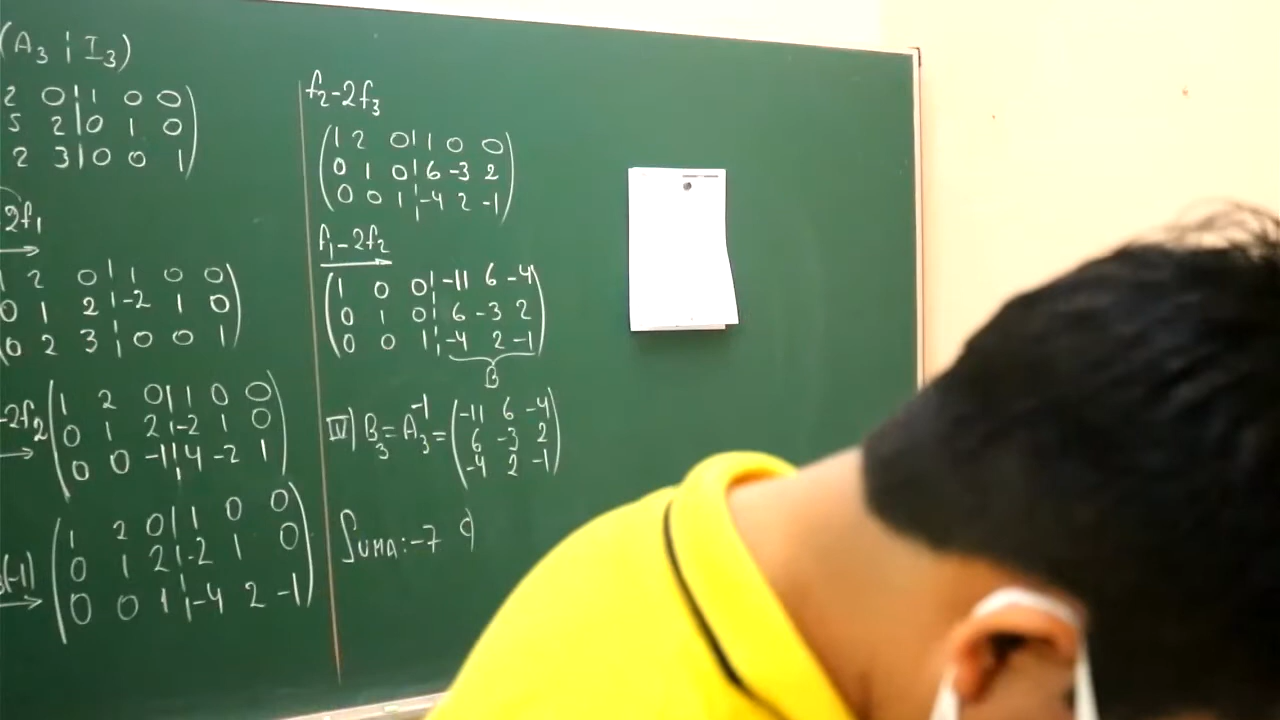 (A₃ ¦ I₃)
2 0 ¦ 1 0 0
5 2 | 0 1 0
2 3 | 0 0 1
2f₁
→
1 2 0 ¦ 1 0 0
0 1 2 ¦ -2 1 0
0 2 3 ¦ 0 0 1
-2f₂
→
1 2 0 ¦ 1 0 0
0 1 2 ¦ -2 1 0
0 0 -1 ¦ 4 -2 1
(-1)
→
1 2 0 | 1 0 0
0 1 2 | -2 1 0
0 0 1 ¦ -4 2 -1
f₂-2f₃
1 2 0 ¦ 1 0 0
0 1 0 ¦ 6 -3 2
0 0 1 ¦ -4 2 -1
f₁-2f₂
→
1 0 0 ¦ -11 6 -4
0 1 0 ¦ 6 -3 2
0 0 1 ¦ -4 2 -1
B
IV) B₃ = A₃⁻¹ =
-11 6 -4
6 -3 2
-4 2 -1
Suma: -7